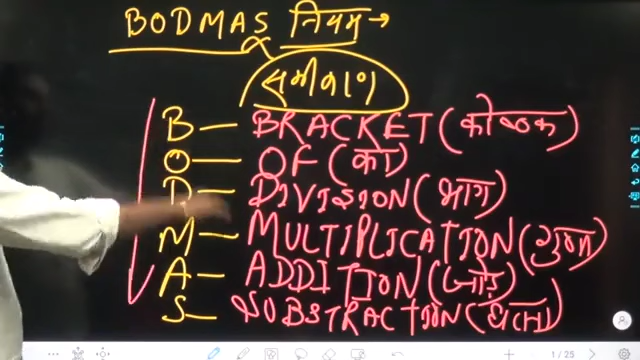 BODMAS नियम →
समीकरण
B — BRACKET (कोष्ठक)
O — OF (का)
D — DIVISION (भाग)
M — MULTIPLICATION (गुणा)
A — ADDITION (जोड़)
S — SUBSTRACTION (घटाना)
1 / 25